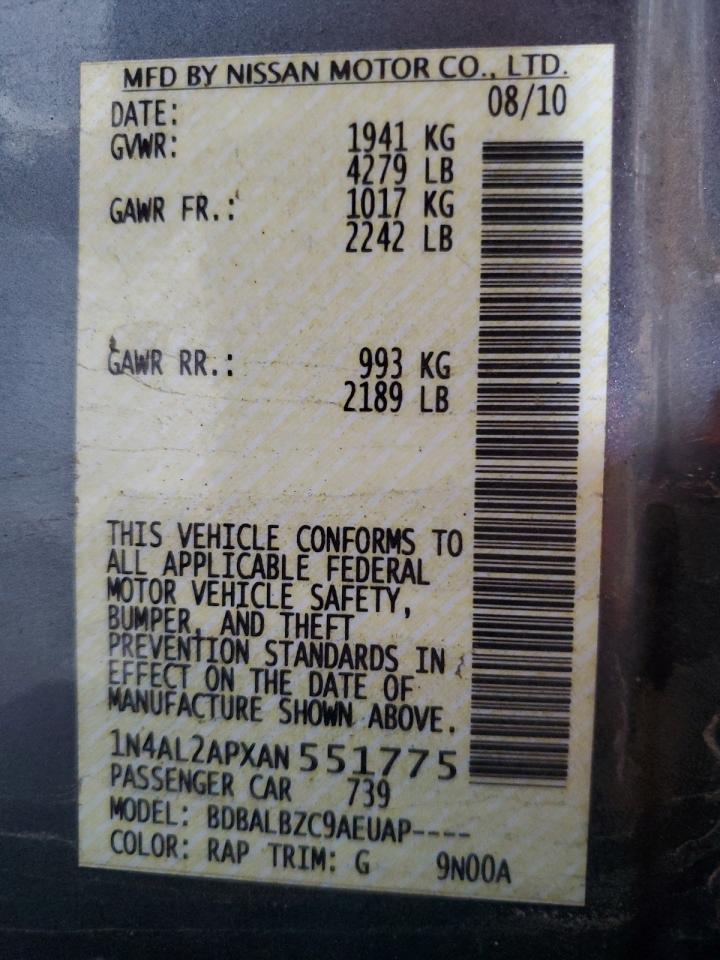 MFD BY NISSAN MOTOR CO., LTD.
DATE: 08/10
GVWR: 1941 KG
4279 LB
GAWR FR.: 1017 KG
2242 LB
GAWR RR.: 993 KG
2189 LB
THIS VEHICLE CONFORMS TO
ALL APPLICABLE FEDERAL
MOTOR VEHICLE SAFETY,
BUMPER, AND THEFT
PREVENTION STANDARDS IN
EFFECT ON THE DATE OF
MANUFACTURE SHOWN ABOVE.
1N4AL2APXAN551775
PASSENGER CAR 739
MODEL: BDBALBZC9AEUAP----
COLOR: RAP TRIM: G 9N00A